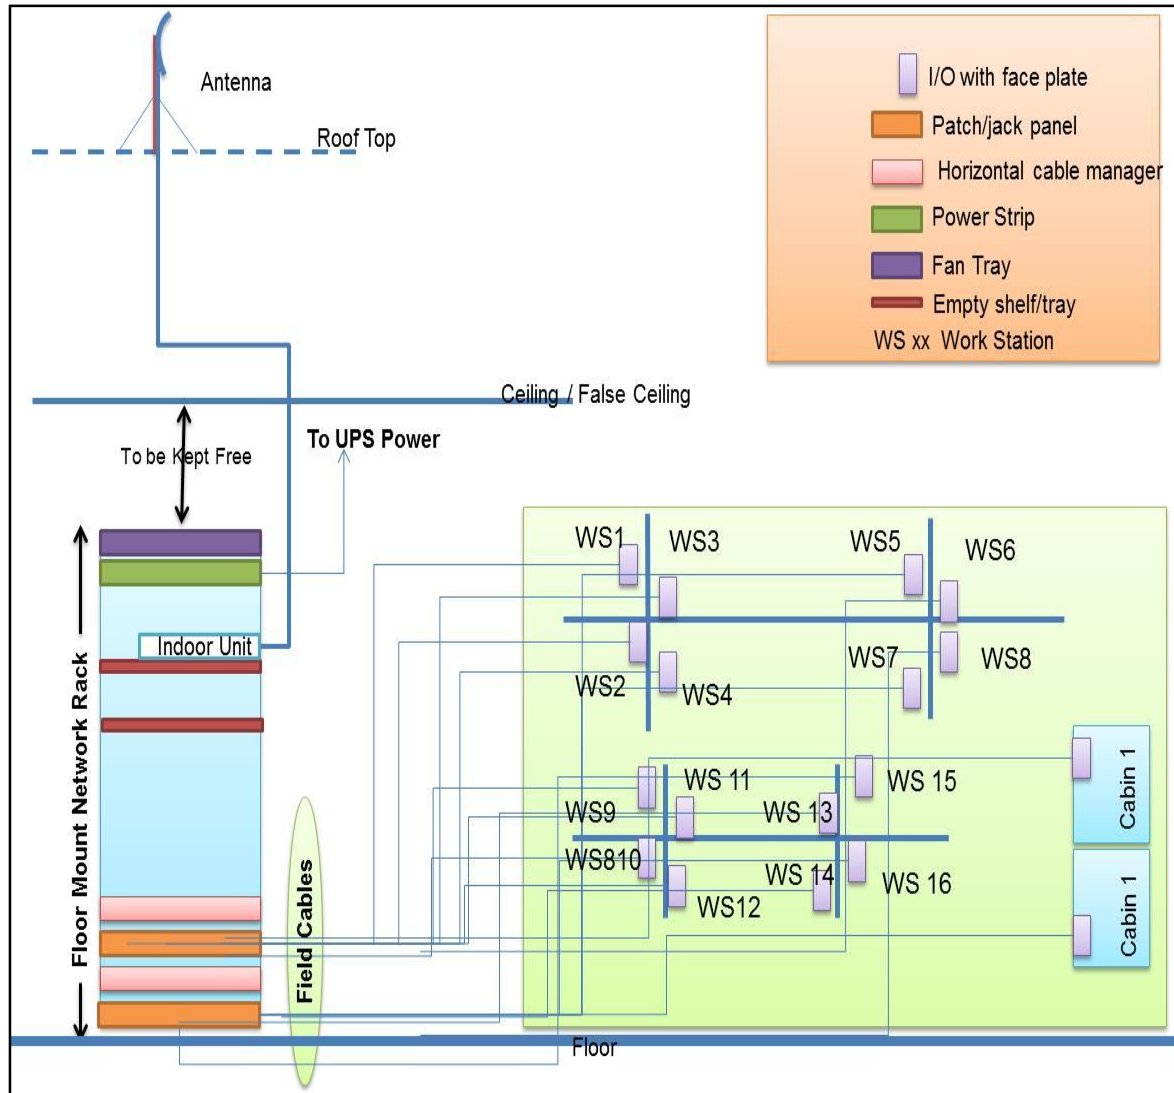 Antenna
Roof Top
I/O with face plate
Patch/jack panel
Horizontal cable manager
Power Strip
Fan Tray
Empty shelf/tray
WS xx Work Station
Ceiling / False Ceiling
To be Kept Free
To UPS Power
Floor Mount Network Rack
Indoor Unit
Field Cables
WS1
WS3
WS5
WS6
WS2
WS4
WS7
WS8
WS9
WS 11
WS 13
WS 15
WS810
WS12
WS 14
WS 16
Cabin 1
Cabin 1
Floor